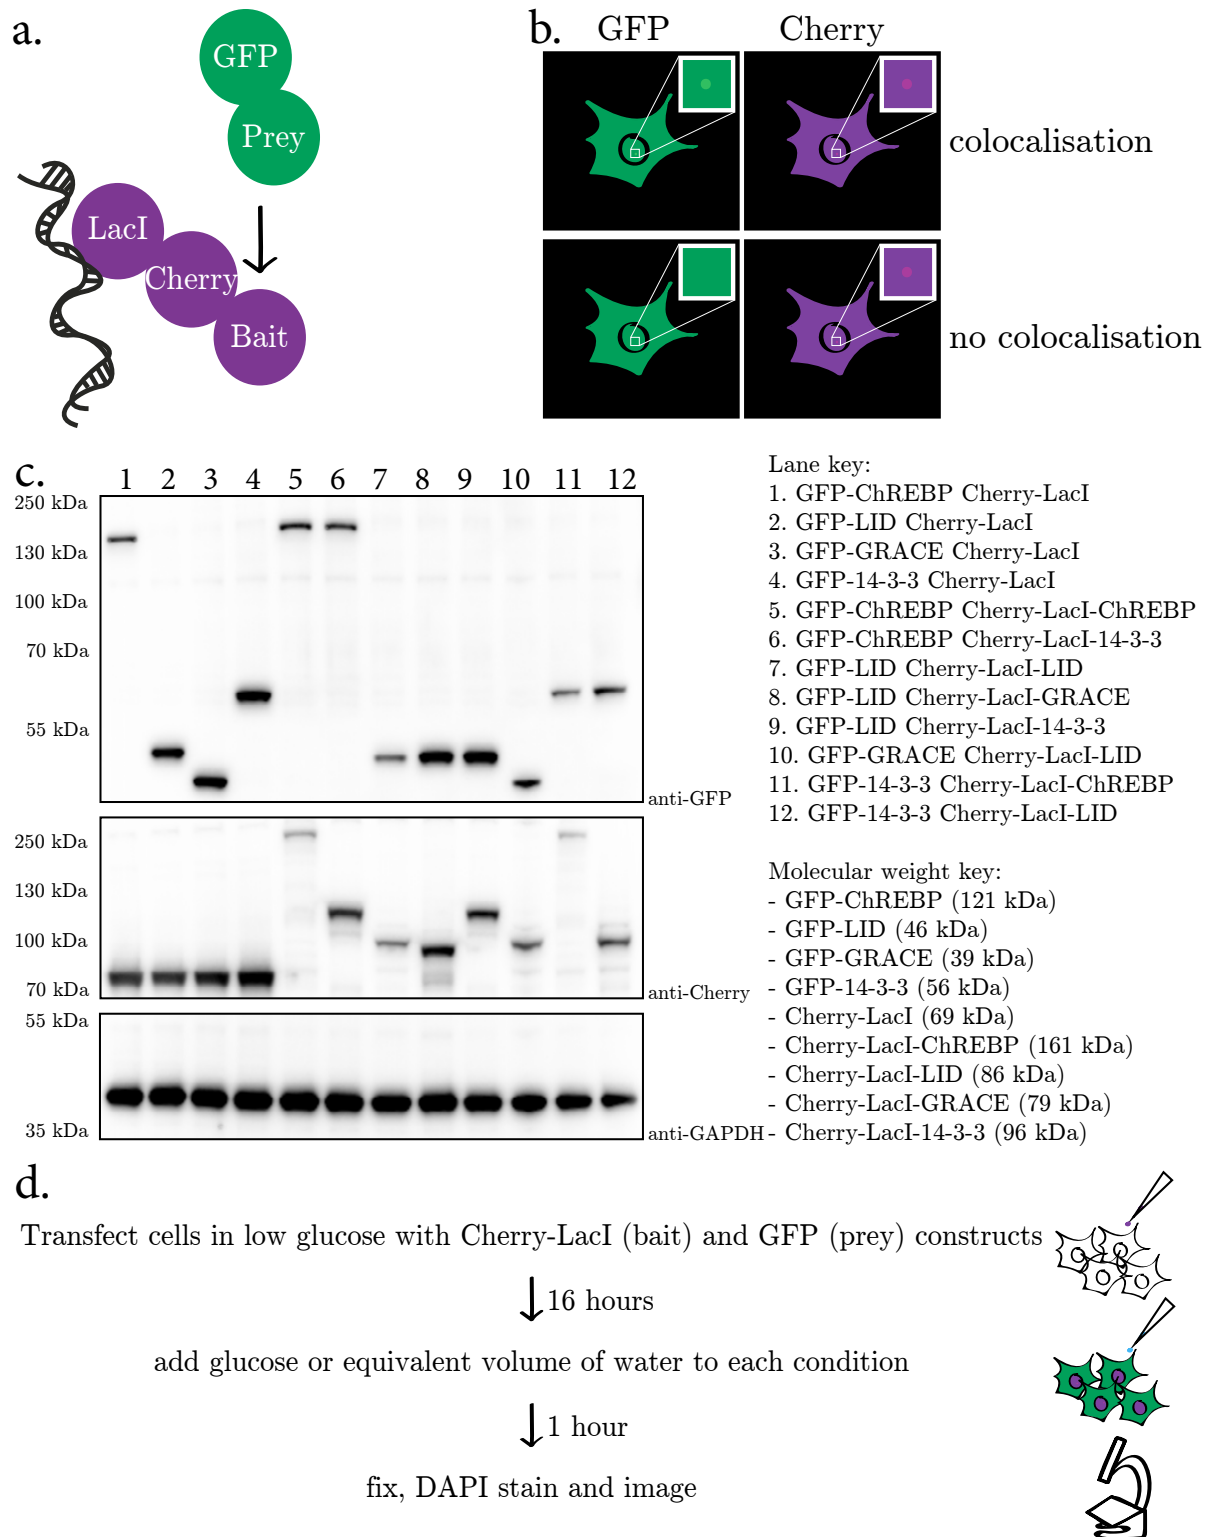 a.
GFP
Prey
LacI
Cherry
Bait
b.
GFP Cherry
colocalisation
no colocalisation
c.
1 2 3 4 5 6 7 8 9 10 11 12
250 kDa
130 kDa
100 kDa
70 kDa
55 kDa
anti-GFP
250 kDa
130 kDa
100 kDa
70 kDa
anti-Cherry
55 kDa
35 kDa
anti-GAPDH
Lane key:
1. GFP-ChREBP Cherry-LacI
2. GFP-LID Cherry-LacI
3. GFP-GRACE Cherry-LacI
4. GFP-14-3-3 Cherry-LacI
5. GFP-ChREBP Cherry-LacI-ChREBP
6. GFP-ChREBP Cherry-LacI-14-3-3
7. GFP-LID Cherry-LacI-LID
8. GFP-LID Cherry-LacI-GRACE
9. GFP-LID Cherry-LacI-14-3-3
10. GFP-GRACE Cherry-LacI-LID
11. GFP-14-3-3 Cherry-LacI-ChREBP
12. GFP-14-3-3 Cherry-LacI-LID
Molecular weight key:
- GFP-ChREBP (121 kDa)
- GFP-LID (46 kDa)
- GFP-GRACE (39 kDa)
- GFP-14-3-3 (56 kDa)
- Cherry-LacI (69 kDa)
- Cherry-LacI-ChREBP (161 kDa)
- Cherry-LacI-LID (86 kDa)
- Cherry-LacI-GRACE (79 kDa)
- Cherry-LacI-14-3-3 (96 kDa)
d.
Transfect cells in low glucose with Cherry-LacI (bait) and GFP (prey) constructs
16 hours
add glucose or equivalent volume of water to each condition
1 hour
fix, DAPI stain and image